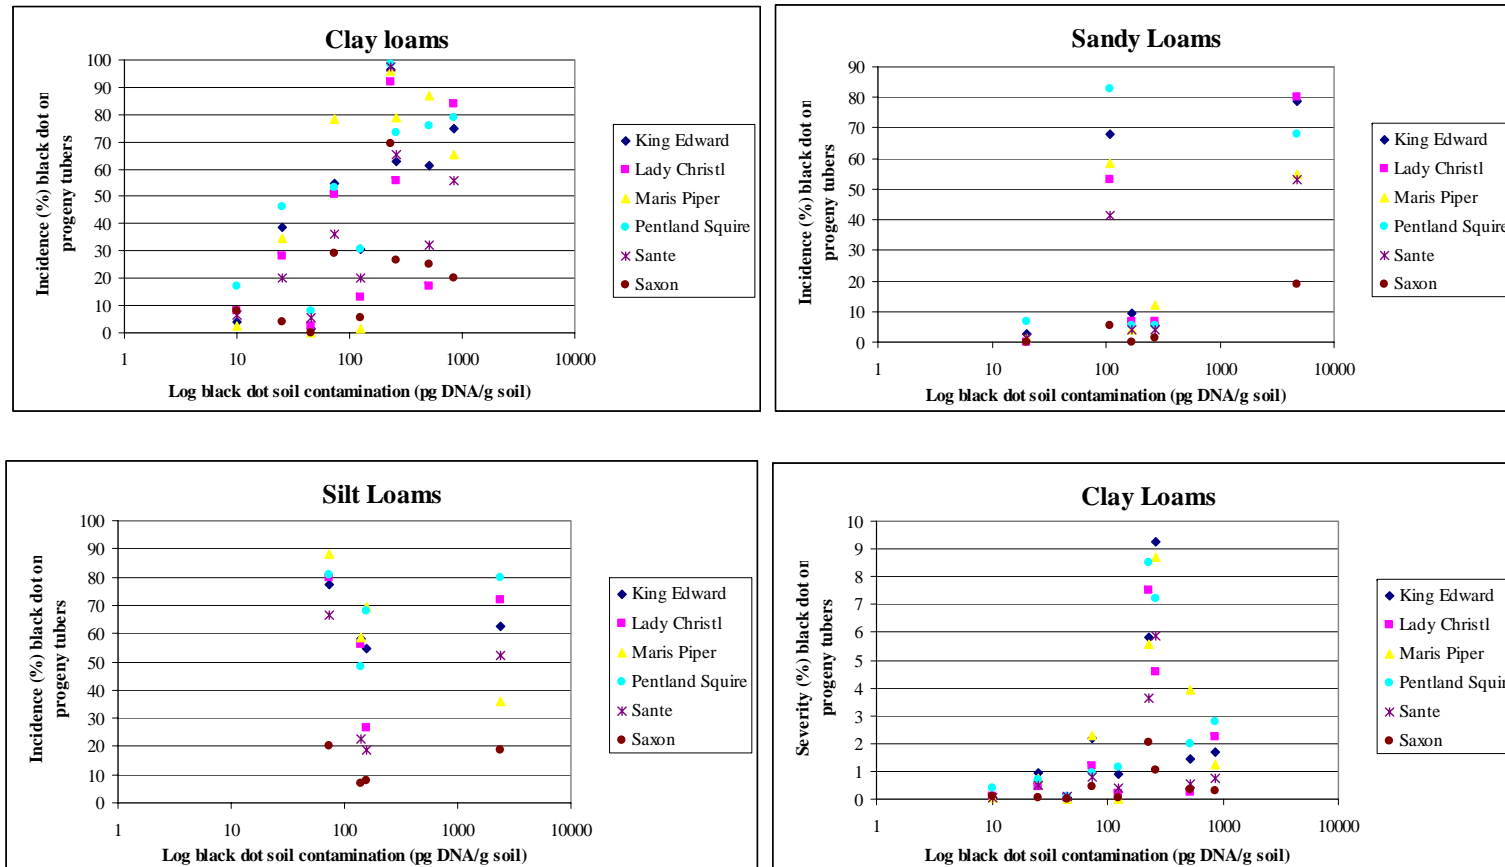 Clay loams
100
90
80
70
60
50
40
30
20
10
0
Incidence (%) black dot on
progeny tubers
1 10 100 1000 10000
Log black dot soil contamination (pg DNA/g soil)
King Edward
Lady Christl
Maris Piper
Pentland Squire
Sante
Saxon
Sandy Loams
90
80
70
60
50
40
30
20
10
0
Incidence (%) black dot on
progeny tubers
1 10 100 1000 10000
Log black dot soil contamination (pg DNA/g soil)
King Edward
Lady Christl
Maris Piper
Pentland Squire
Sante
Saxon
Silt Loams
100
90
80
70
60
50
40
30
20
10
0
Incidence (%) black dot on
progeny tubers
1 10 100 1000 10000
Log black dot soil contamination (pg DNA/g soil)
King Edward
Lady Christl
Maris Piper
Pentland Squire
Sante
Saxon
Clay Loams
10
9
8
7
6
5
4
3
2
1
0
Severity (%) black dot on
progeny tubers
1 10 100 1000 10000
Log black dot soil contamination (pg DNA/g soil)
King Edward
Lady Christl
Maris Piper
Pentland Squir
Sante
Saxon